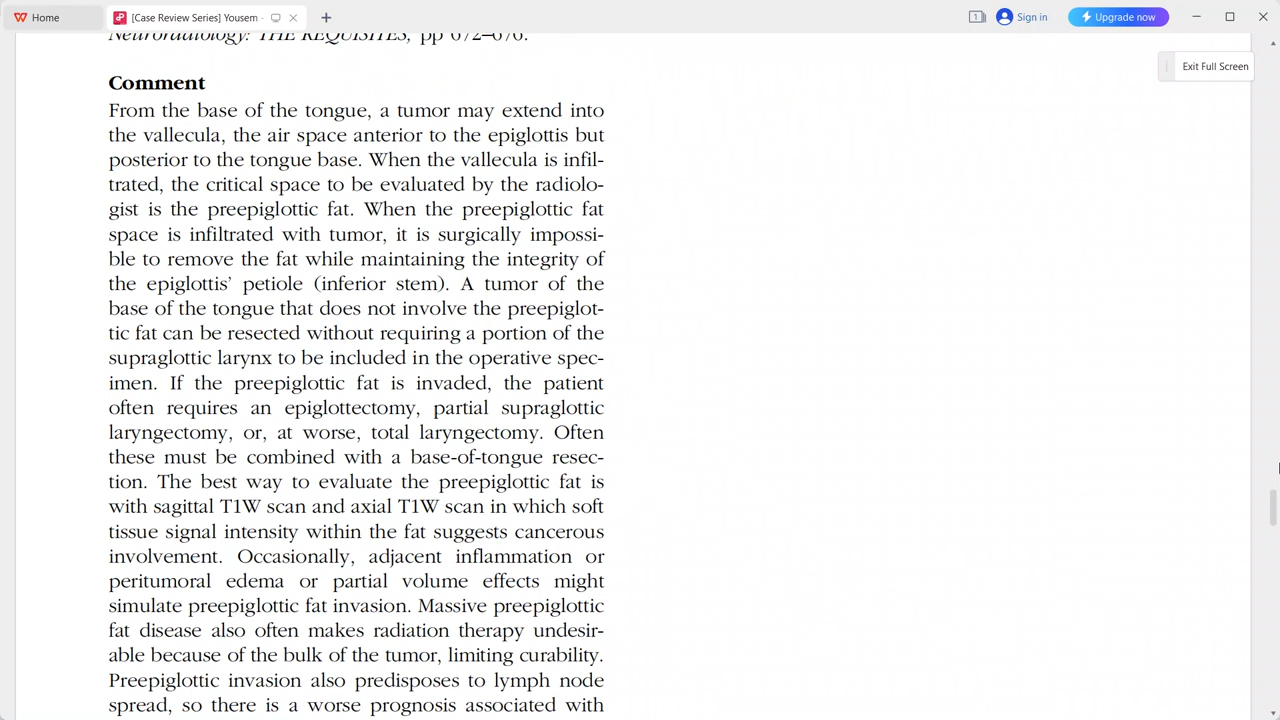 Home
[Case Review Series] Yousem -
1
Sign in
Upgrade now
Neuroradiology: THE REQUISITES, pp 672–676.
Exit Full Screen
Comment
From the base of the tongue, a tumor may extend into
the vallecula, the air space anterior to the epiglottis but
posterior to the tongue base. When the vallecula is infil-
trated, the critical space to be evaluated by the radiolo-
gist is the preepiglottic fat. When the preepiglottic fat
space is infiltrated with tumor, it is surgically impossi-
ble to remove the fat while maintaining the integrity of
the epiglottis’ petiole (inferior stem). A tumor of the
base of the tongue that does not involve the preepiglot-
tic fat can be resected without requiring a portion of the
supraglottic larynx to be included in the operative spec-
imen. If the preepiglottic fat is invaded, the patient
often requires an epiglottectomy, partial supraglottic
laryngectomy, or, at worse, total laryngectomy. Often
these must be combined with a base-of-tongue resec-
tion. The best way to evaluate the preepiglottic fat is
with sagittal T1W scan and axial T1W scan in which soft
tissue signal intensity within the fat suggests cancerous
involvement. Occasionally, adjacent inflammation or
peritumoral edema or partial volume effects might
simulate preepiglottic fat invasion. Massive preepiglottic
fat disease also often makes radiation therapy undesir-
able because of the bulk of the tumor, limiting curability.
Preepiglottic invasion also predisposes to lymph node
spread, so there is a worse prognosis associated with